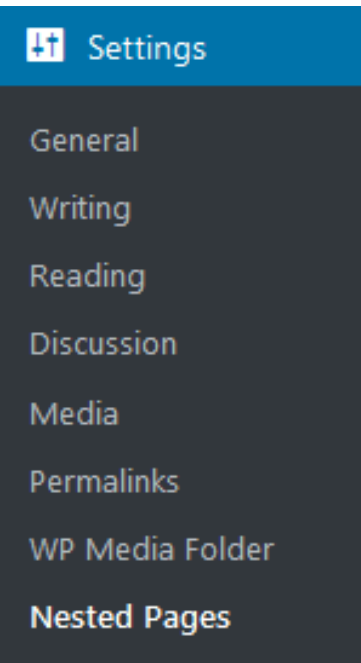 Settings
General
Writing
Reading
Discussion
Media
Permalinks
WP Media Folder
Nested Pages